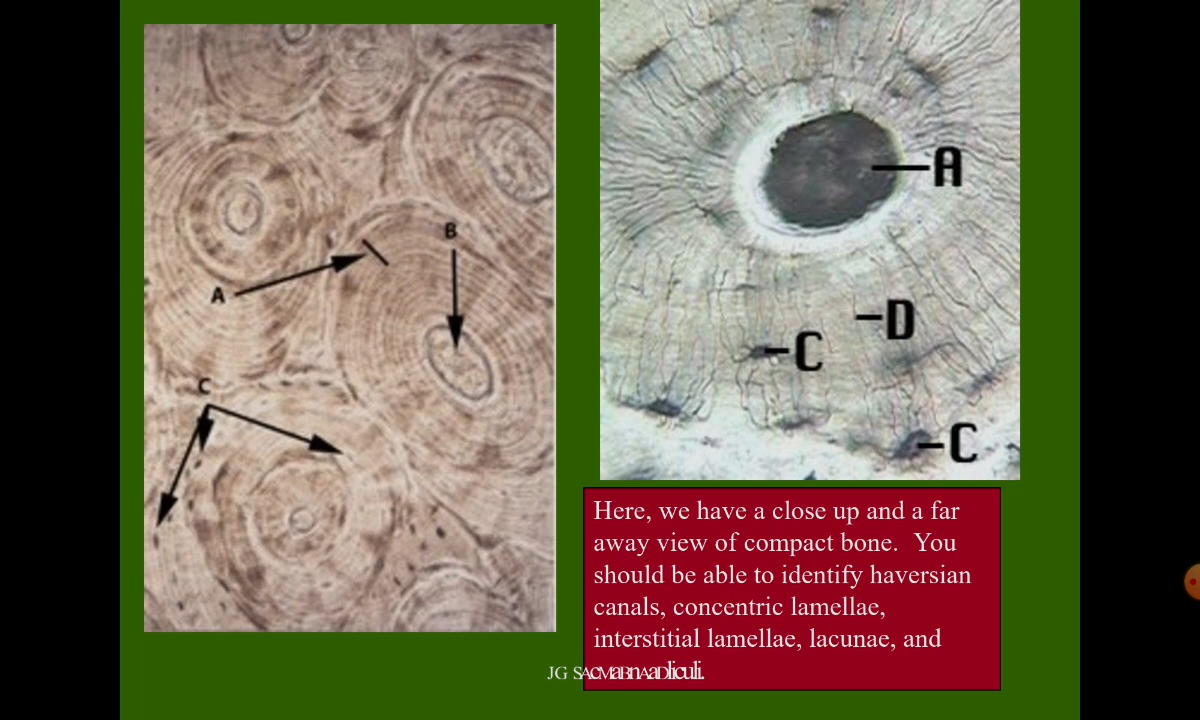 A
B
C
A
D
C
C
Here, we have a close up and a far
away view of compact bone. You
should be able to identify haversian
canals, concentric lamellae,
interstitial lamellae, lacunae, and